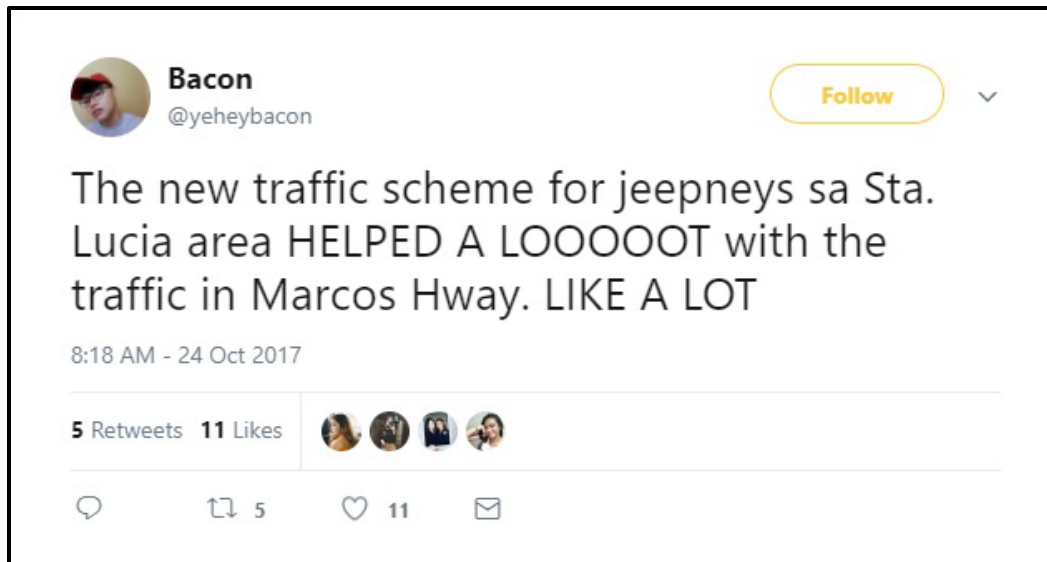 Bacon
@yeheybacon
Follow
The new traffic scheme for jeepneys sa Sta.
Lucia area HELPED A LOOOOOT with the
traffic in Marcos Hway. LIKE A LOT
8:18 AM - 24 Oct 2017
5 Retweets 11 Likes
5 11